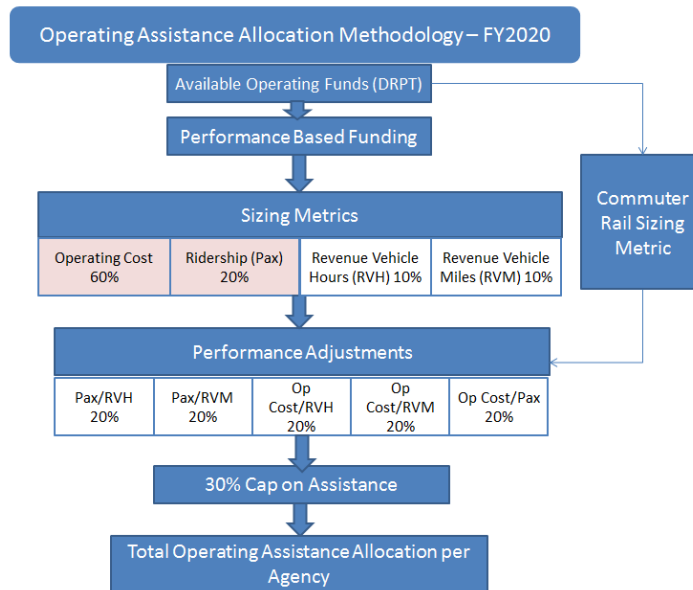 Operating Assistance Allocation Methodology – FY2020
Available Operating Funds (DRPT)
Performance Based Funding
Sizing Metrics
Operating Cost
60%
Ridership (Pax)
20%
Revenue Vehicle
Hours (RVH) 10%
Revenue Vehicle
Miles (RVM) 10%
Commuter
Rail Sizing
Metric
Performance Adjustments
Pax/RVH
20%
Pax/RVM
20%
Op
Cost/RVH
20%
Op
Cost/RVM
20%
Op Cost/Pax
20%
30% Cap on Assistance
Total Operating Assistance Allocation per
Agency